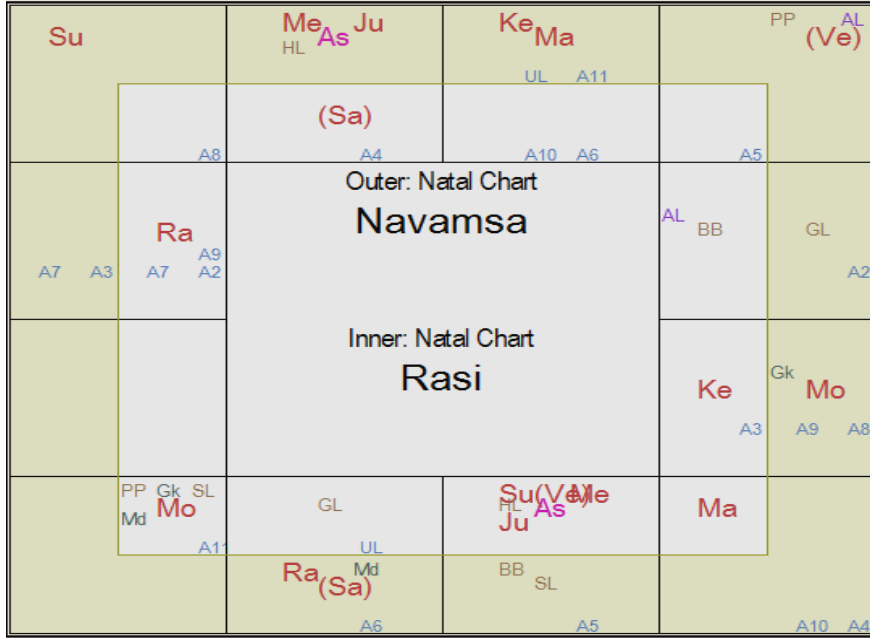 Su
Me Ju
As
HL
Ke
Ma
PP AL
(Ve)
UL A11
(Sa)
A8 A4 A10 A6 A5
Outer: Natal Chart
Navamsa
Ra
A9
A7 A3 A7 A2
AL BB GL
A2
Inner: Natal Chart
Rasi
Ke
A3
Gk Mo
A9 A8
PP Gk SL
Mo
Md
A11
GL
UL
Su(Ve)Me
HL As
Ju
Ma
Ra Md
(Sa)
A6
BB
SL
A5
A10 A4